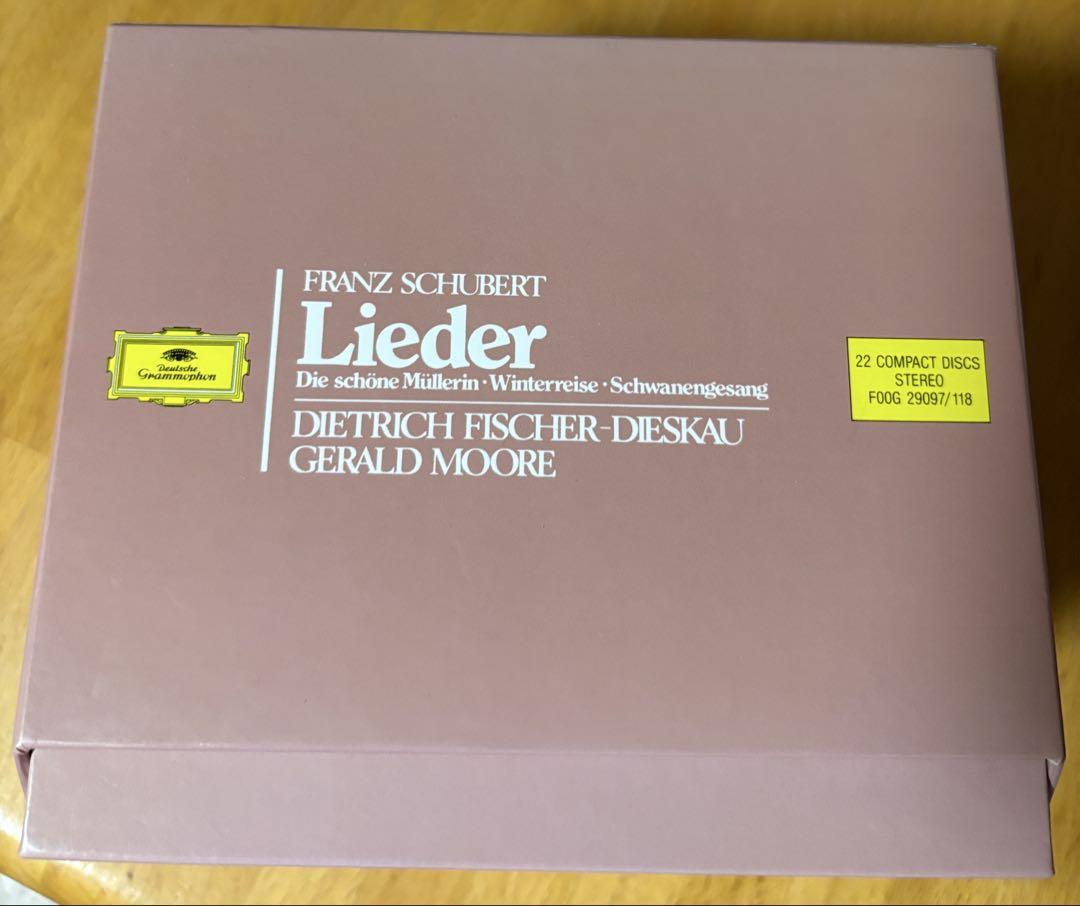 FRANZ SCHUBERT
Lieder
Die schöne Müllerin · Winterreise · Schwanengesang
DIETRICH FISCHER-DIESKAU
GERALD MOORE
Deutsche
Grammophon
22 COMPACT DISCS
STEREO
F00G 29097/118